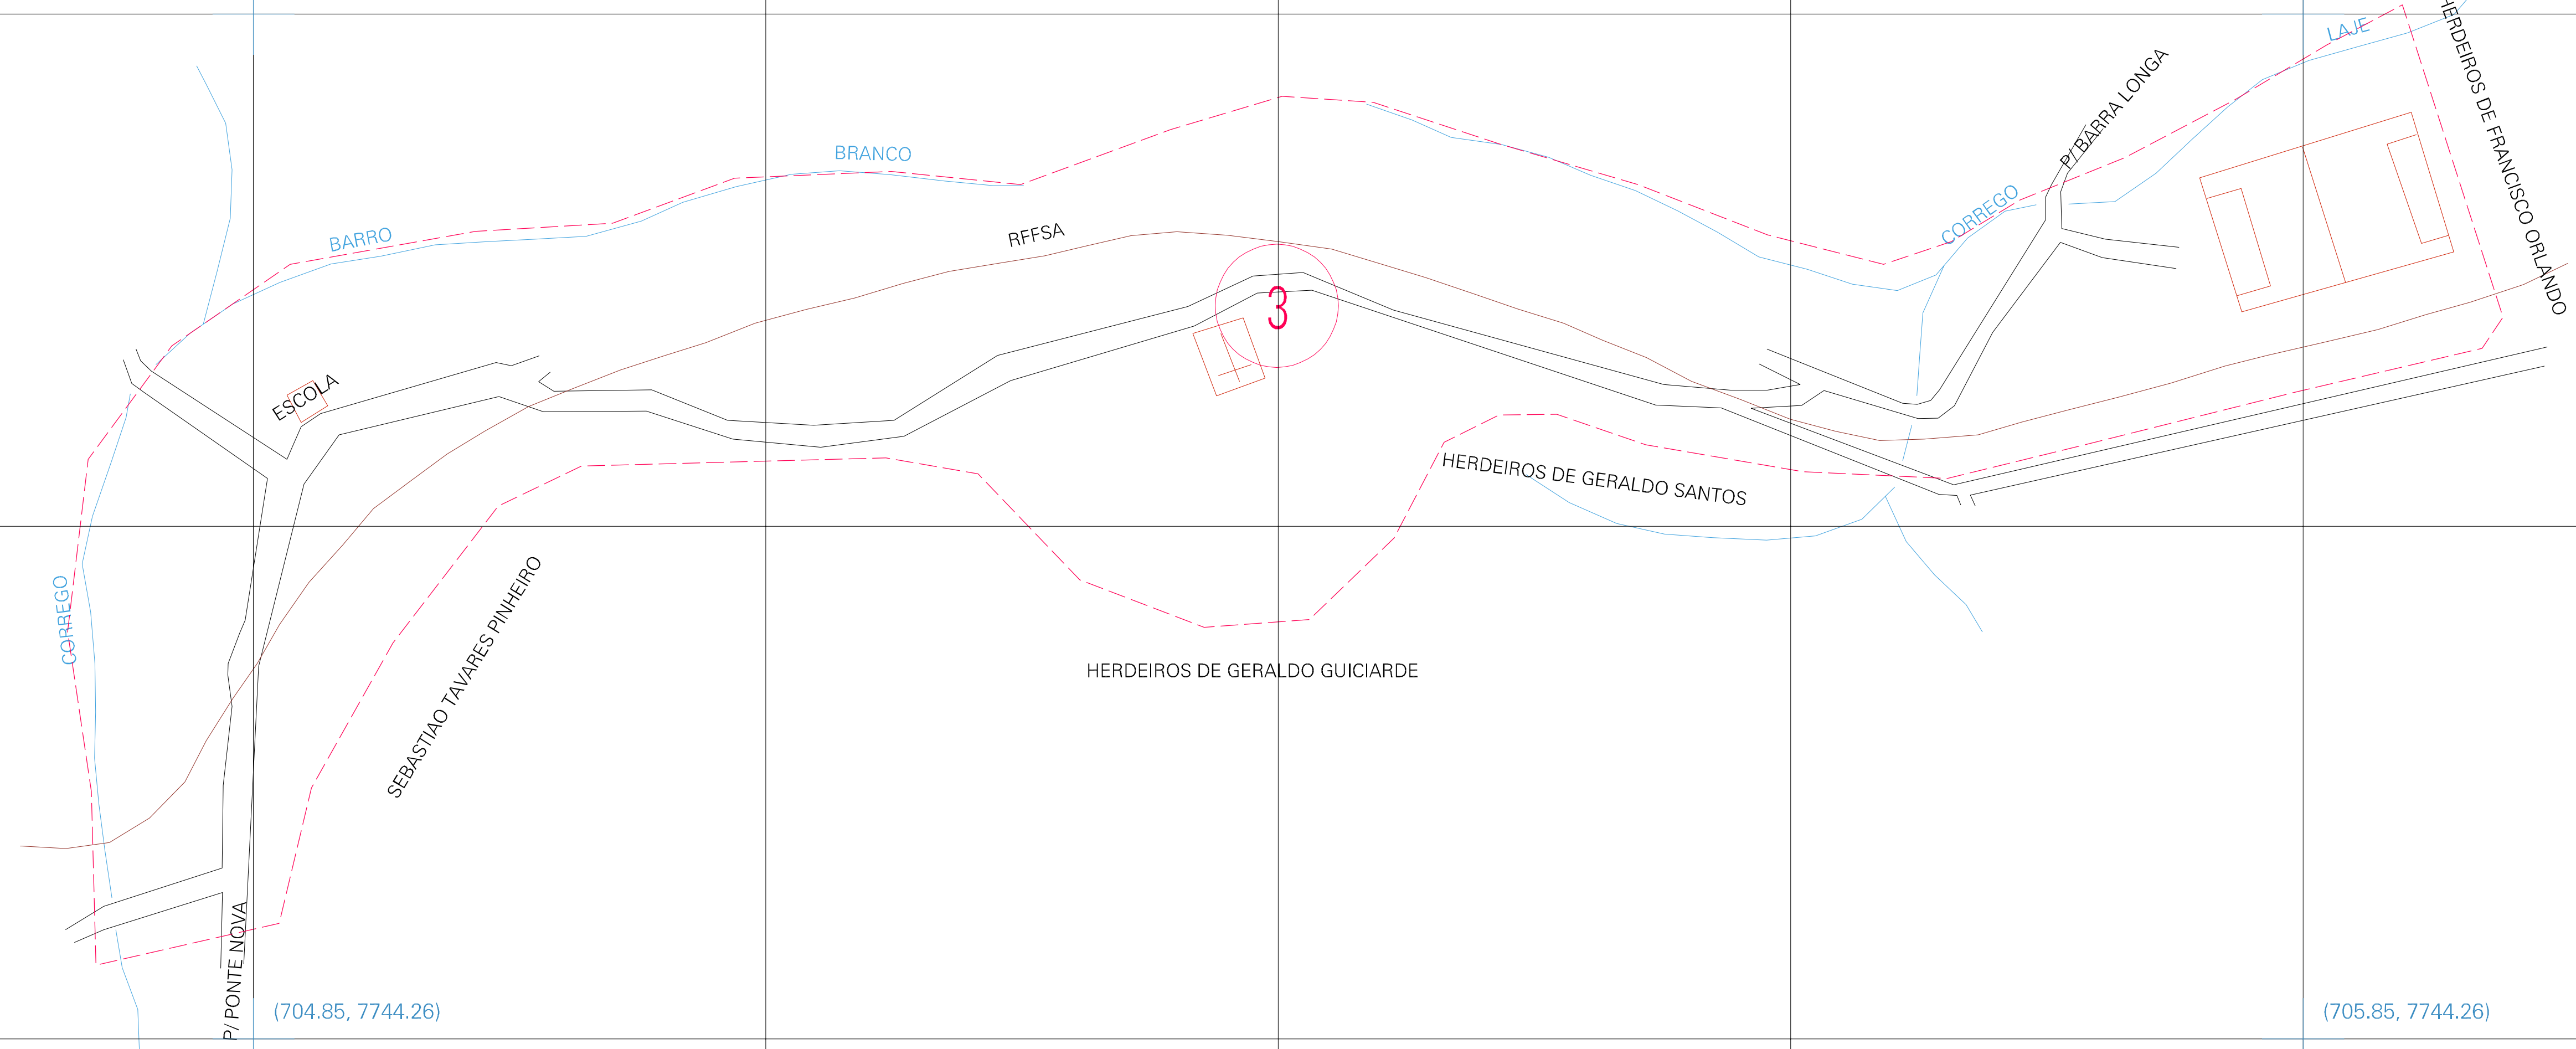 LAJE
HERDEIROS DE FRANCISCO ORLANDO
P/ BARRA LONGA
BRANCO
BARRO
RFFSA
CORREGO
3
ESCOLA
HERDEIROS DE GERALDO SANTOS
CORREGO
SEBASTIAO TAVARES PINHEIRO
HERDEIROS DE GERALDO GUICIARDE
P/ PONTE NOVA
(704.85, 7744.26)
(705.85, 7744.26)